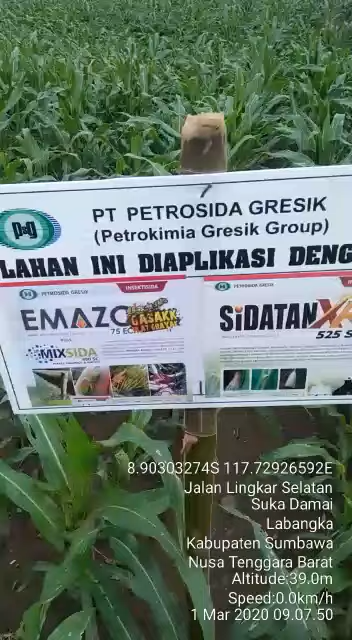 PT PETROSIDA GRESIK
(Petrokimia Gresik Group)
LAHAN INI DIAPLIKASI DENG
PETROSIDA GRESIK
INSEKTISIDA
EMAZO
75 EC
GASAKK
MIXSIDA
SiDATAN XR
525 S
8.90303274S 117.72926592E
Jalan Lingkar Selatan
Suka Damai
Labangka
Kabupaten Sumbawa
Nusa Tenggara Barat
Altitude:39.0m
Speed:0.0km/h
1 Mar 2020 09.07.50